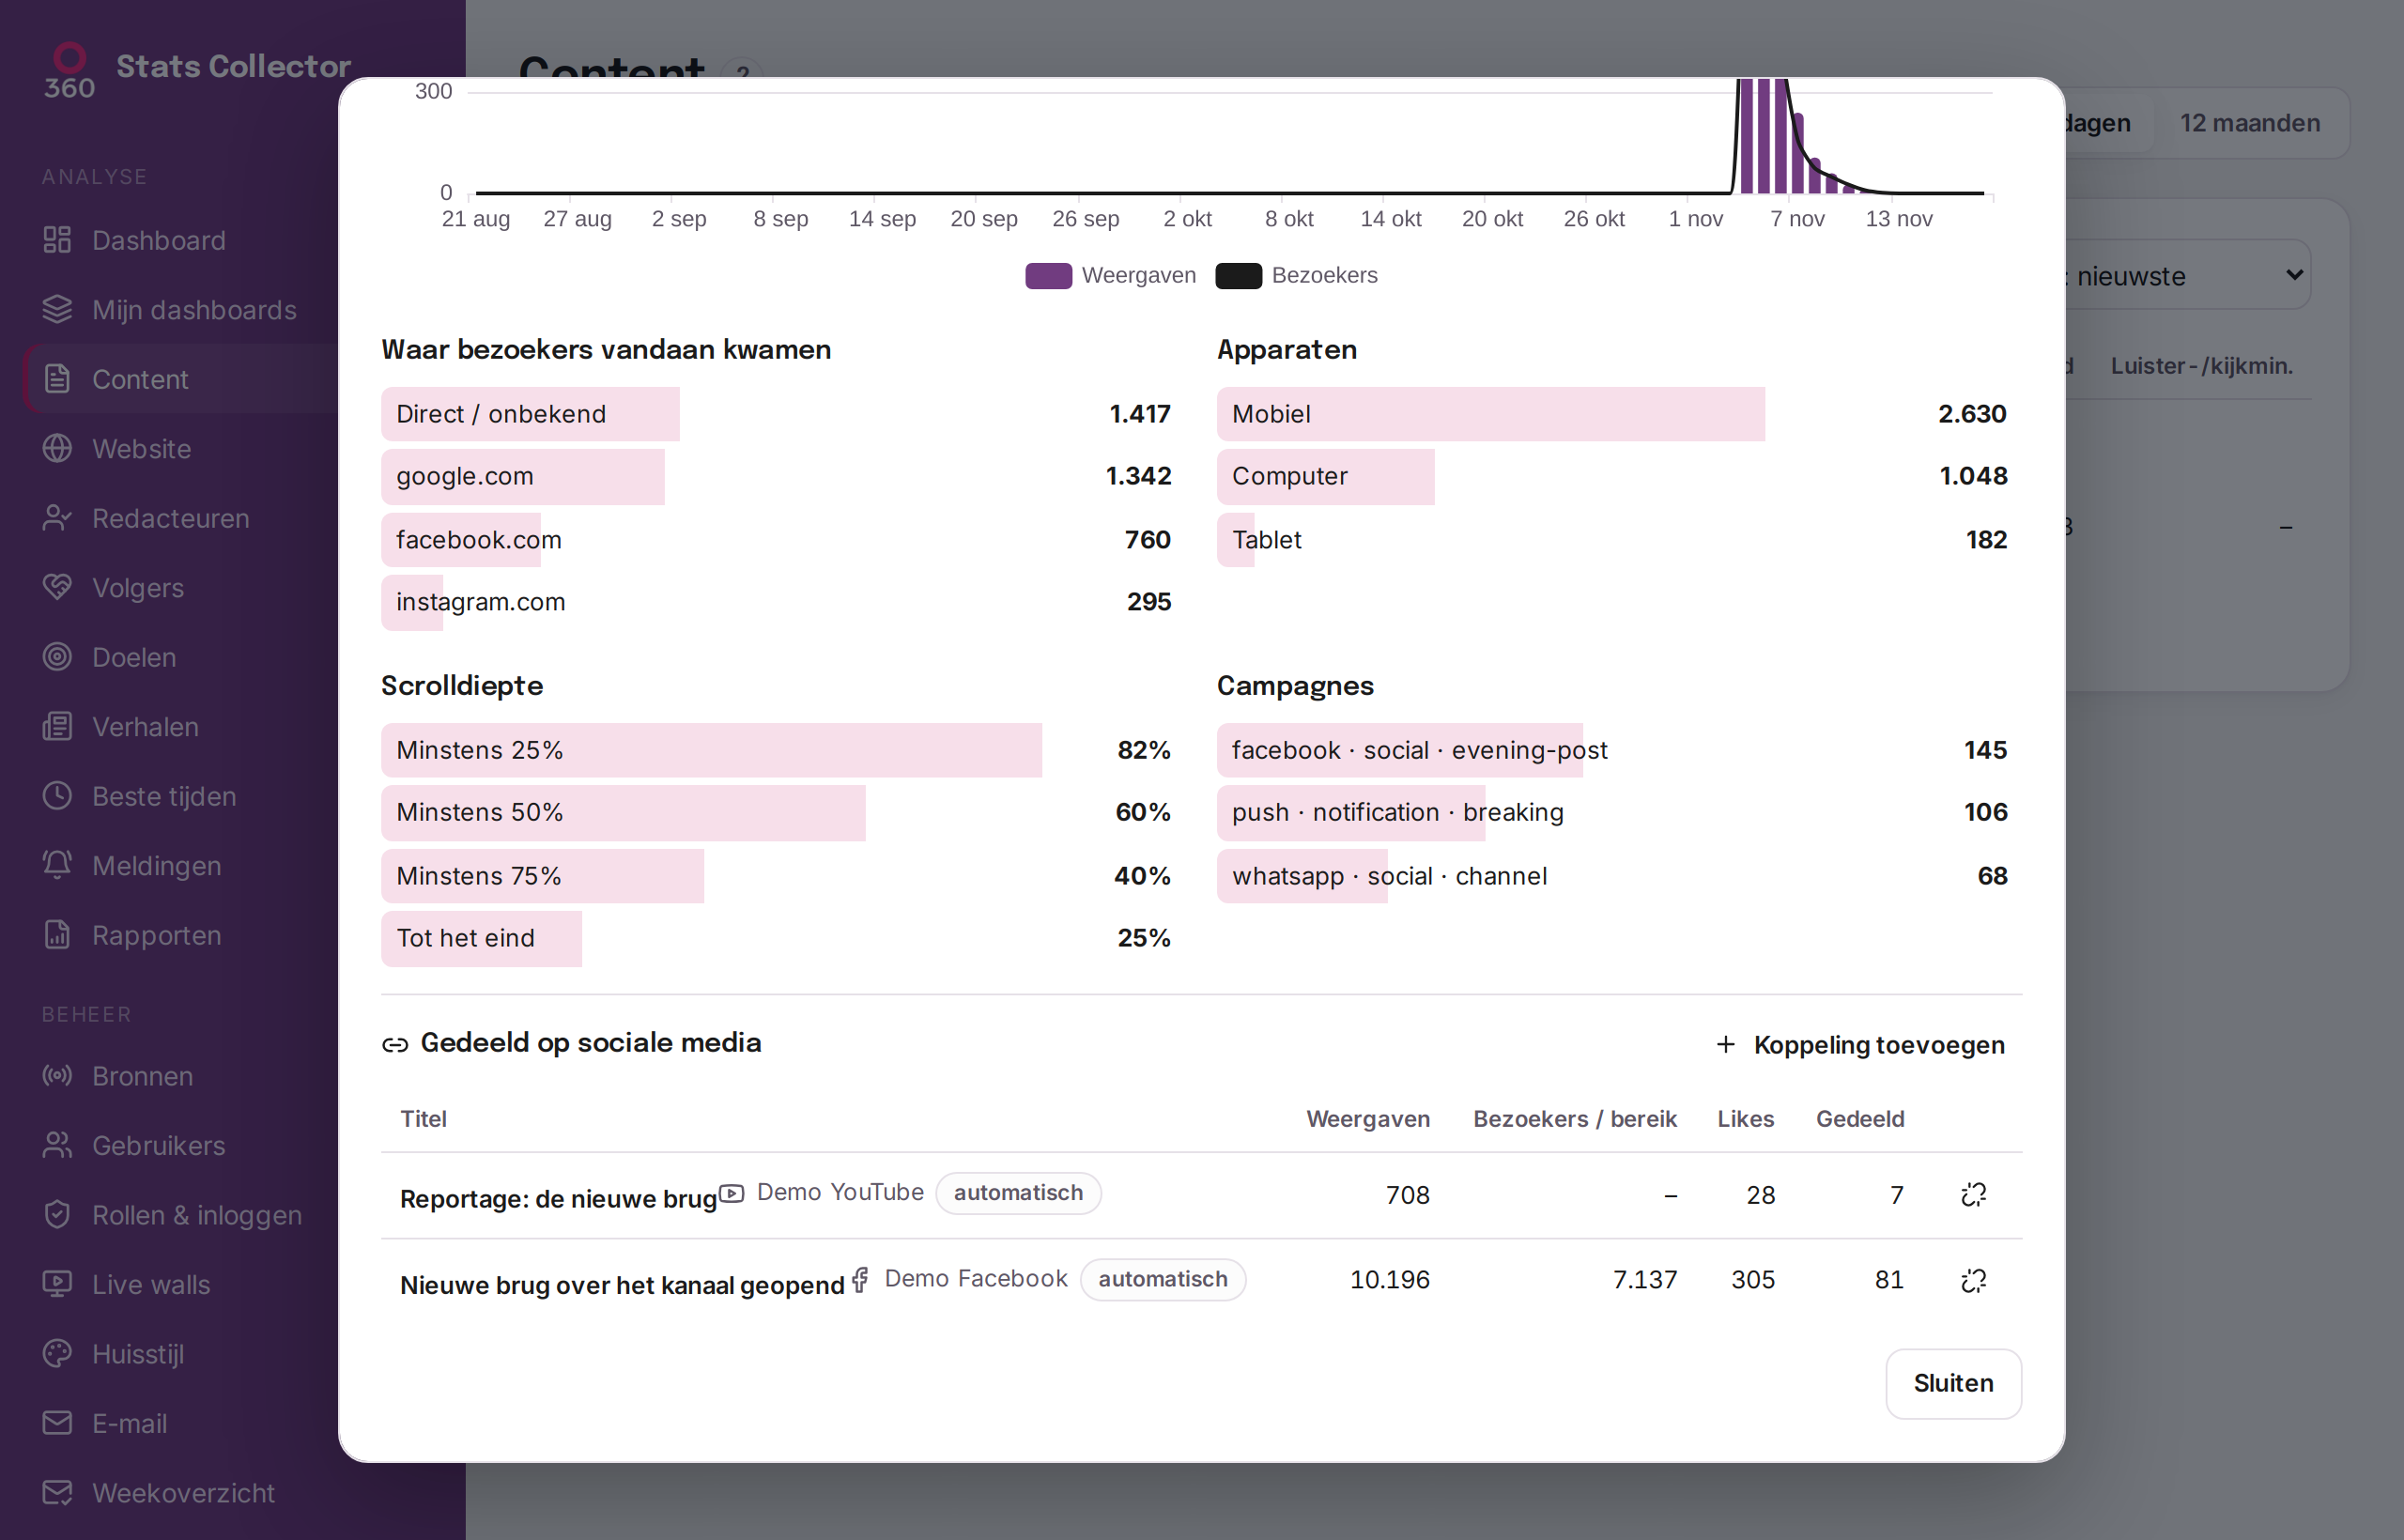 360
Stats Collector
ANALYSE
Dashboard
Mijn dashboards
Content
Website
Redacteuren
Volgers
Doelen
Verhalen
Beste tijden
Meldingen
Rapporten
BEHEER
Bronnen
Gebruikers
Rollen & inloggen
Live walls
Huisstijl
E-mail
Weekoverzicht
Content 2
dagen 12 maanden
: nieuwste
Luister-/kijkmin.
–
300
0
21 aug 27 aug 2 sep 8 sep 14 sep 20 sep 26 sep 2 okt 8 okt 14 okt 20 okt 26 okt 1 nov 7 nov 13 nov
Weergaven Bezoekers
Waar bezoekers vandaan kwamen
Direct / onbekend 1.417
google.com 1.342
facebook.com 760
instagram.com 295
Apparaten
Mobiel 2.630
Computer 1.048
Tablet 182
Scrolldiepte
Minstens 25% 82%
Minstens 50% 60%
Minstens 75% 40%
Tot het eind 25%
Campagnes
facebook · social · evening-post 145
push · notification · breaking 106
whatsapp · social · channel 68
Gedeeld op sociale media
+ Koppeling toevoegen
Titel Weergaven Bezoekers / bereik Likes Gedeeld
Reportage: de nieuwe brug Demo YouTube automatisch 708 – 28 7
Nieuwe brug over het kanaal geopend Demo Facebook automatisch 10.196 7.137 305 81
Sluiten